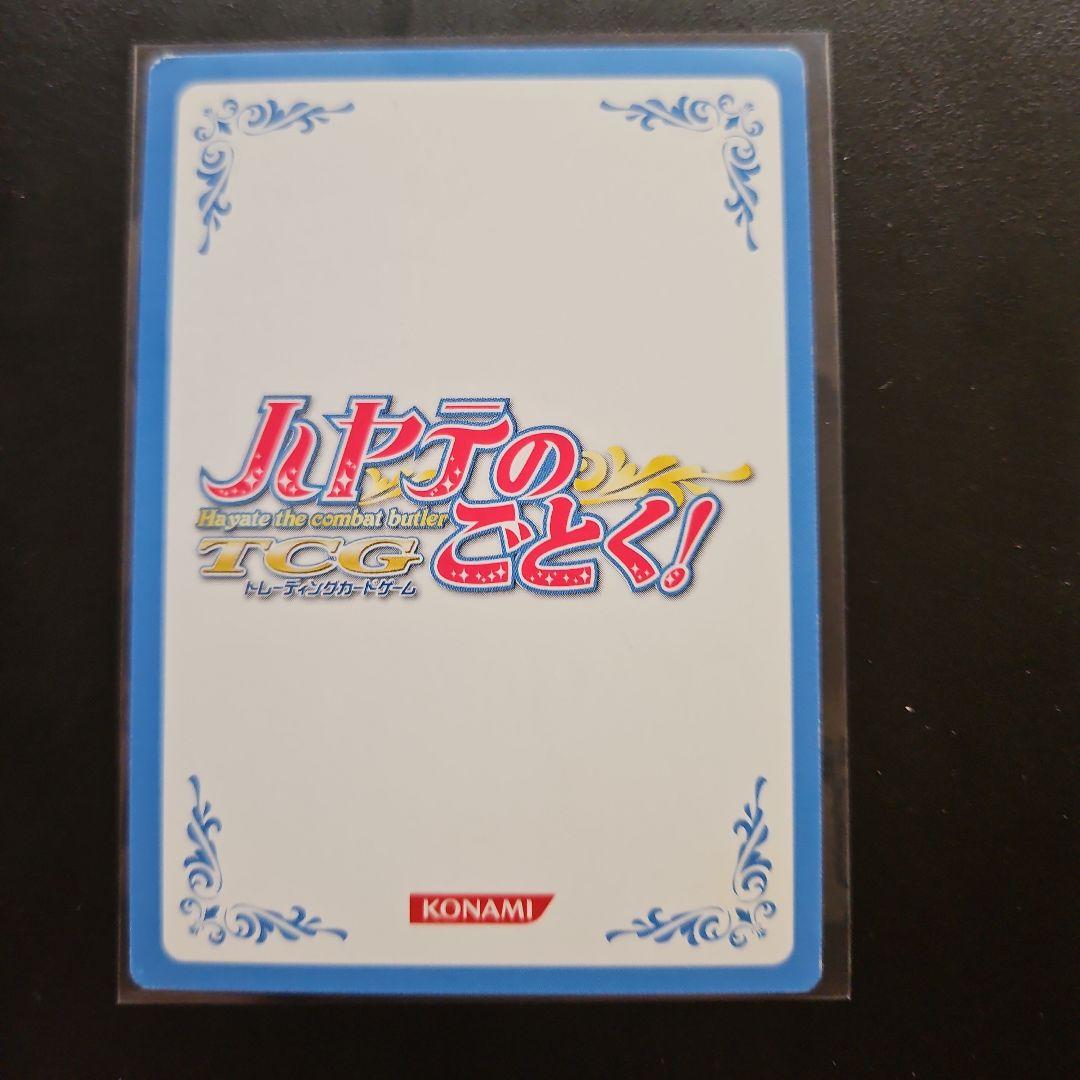 ハヤテの
ごとく!
Hayate the combat butler
TCG
トレーディングカードゲーム
KONAMI